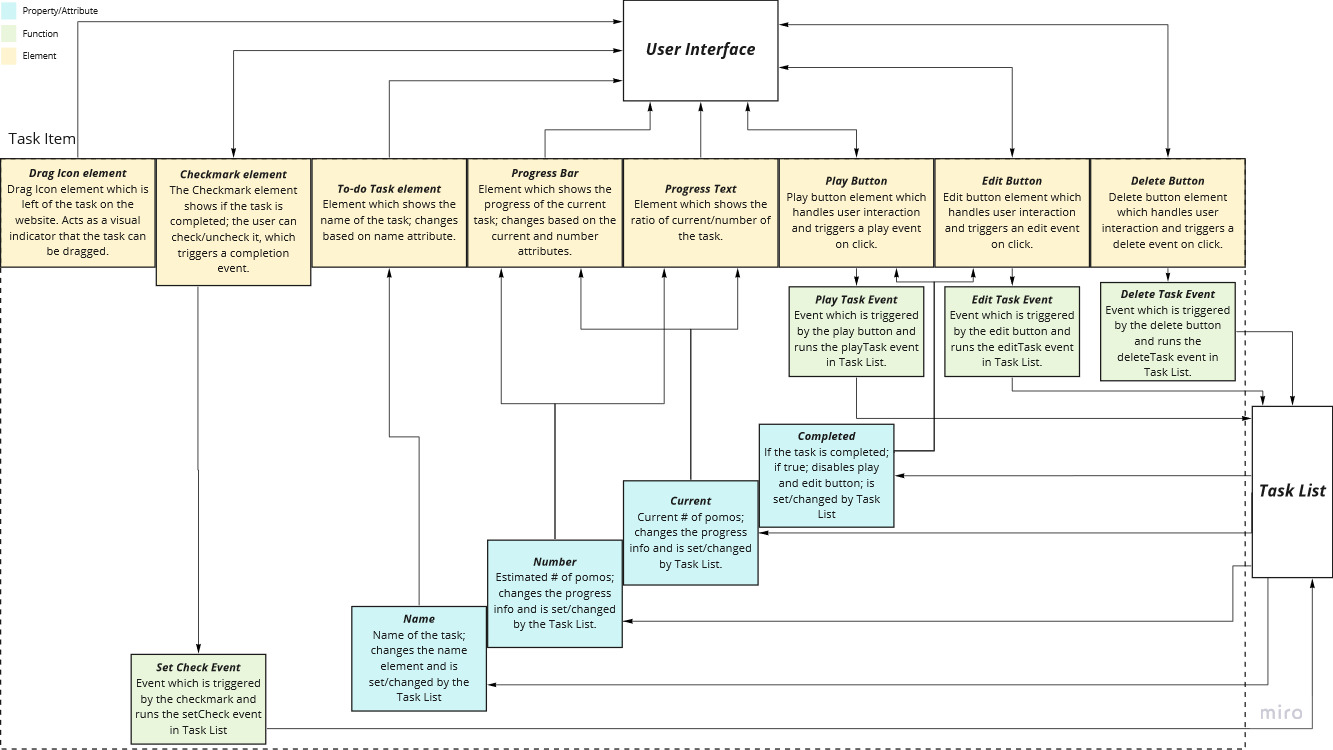 Property/Attribute
Function
Element
User Interface
Task Item
Drag Icon element
Drag Icon element which is
left of the task on the
website. Acts as a visual
indicator that the task can
be dragged.
Checkmark element
The Checkmark element
shows if the task is
completed; the user can
check/uncheck it, which
triggers a completion
event.
To-do Task element
Element which shows the
name of the task; changes
based on name attribute.
Progress Bar
Element which shows the
progress of the current
task; changes based on the
current and number
attributes.
Progress Text
Element which shows the
ratio of current/number of
the task.
Play Button
Play button element which
handles user interaction
and triggers a play event
on click.
Edit Button
Edit button element which
handles user interaction
and triggers an edit event
on click.
Delete Button
Delete button element
which handles user
interaction and triggers a
delete event on click.
Play Task Event
Event which is triggered
by the play button and
runs the playTask event
in Task List.
Edit Task Event
Event which is triggered
by the edit button and
runs the editTask event
in Task List.
Delete Task Event
Event which is triggered
by the delete button
and runs the
deleteTask event in
Task List.
Completed
If the task is completed;
if true; disables play
and edit button; is
set/changed by Task
List
Current
Current # of pomos;
changes the progress
info and is set/changed
by Task List.
Number
Estimated # of pomos;
changes the progress
info and is set/changed
by the Task List.
Name
Name of the task;
changes the name
element and is
set/changed by the
Task List
Set Check Event
Event which is triggered
by the checkmark and
runs the setCheck event
in Task List
Task List
miro